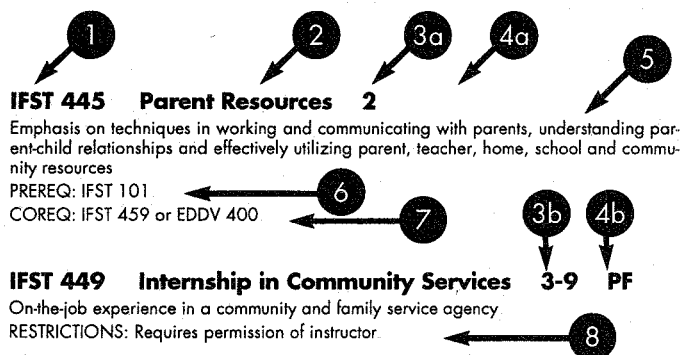 1 2 3a 4a 5
IFST 445 Parent Resources 2
Emphasis on techniques in working and communicating with parents, understanding par-
ent-child relationships and effectively utilizing parent, teacher, home, school and commu-
nity resources
PREREQ: IFST 101 6
COREQ: IFST 459 or EDDV 400 7
3b 4b
IFST 449 Internship in Community Services 3-9 PF
On-the-job experience in a community and family service agency
RESTRICTIONS: Requires permission of instructor 8